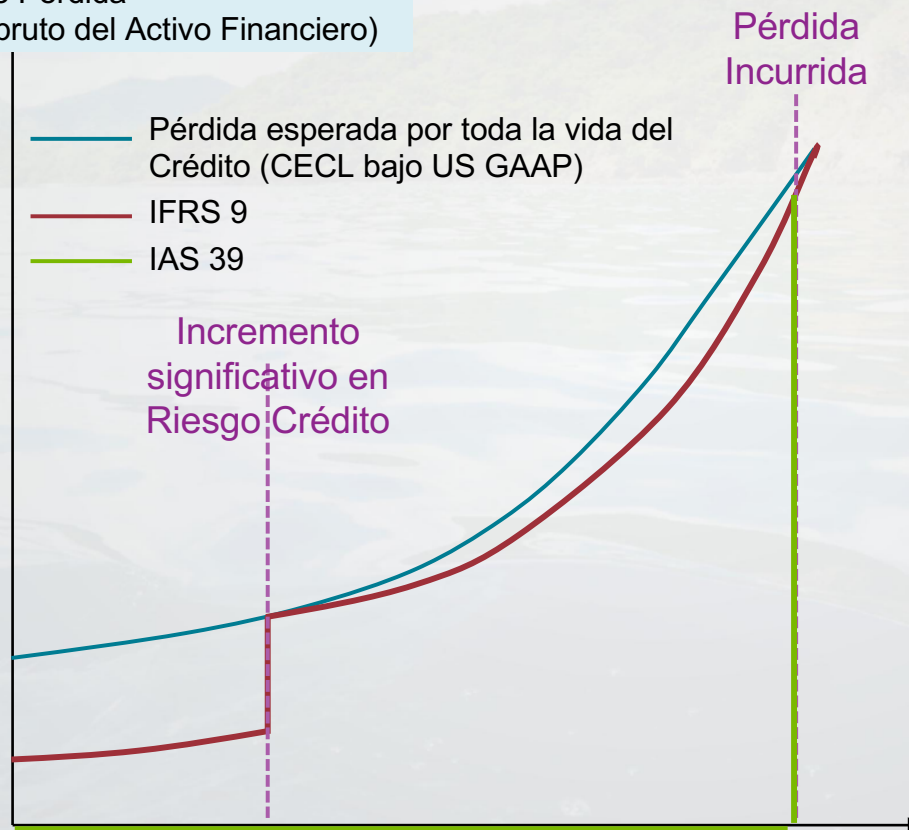 Pérdida
bruto del Activo Financiero)
Pérdida
Incurrida
Pérdida esperada por toda la vida del
Crédito (CECL bajo US GAAP)
IFRS 9
IAS 39
Incremento
significativo en
Riesgo Crédito